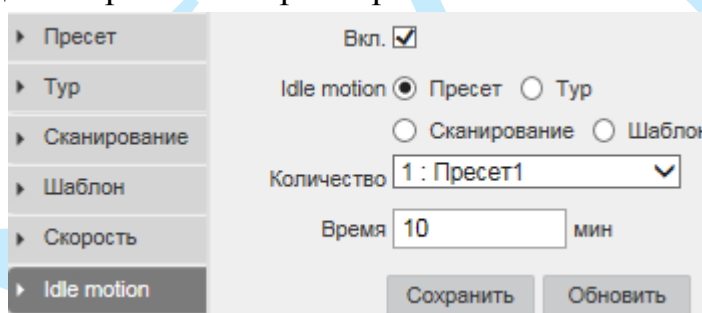 Пресет
Тур
Сканирование
Шаблон
Скорость
Idle motion
Вкл.
Idle motion Пресет Тур
Сканирование Шаблон
Количество 1 : Пресет1
Время 10 мин
Сохранить Обновить